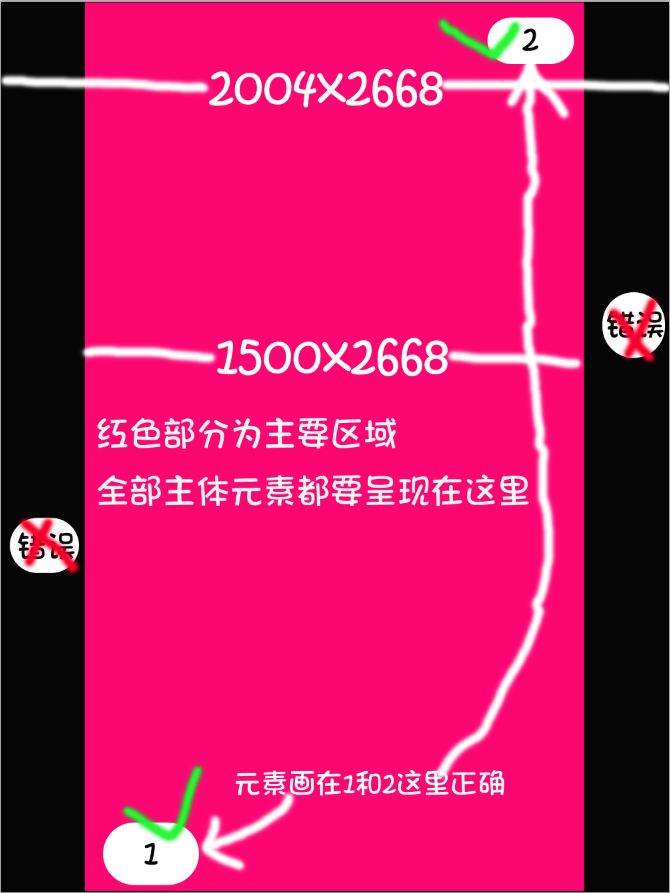 2
2004X2668
错误
1500X2668
红色部分为主要区域
全部主体元素都要呈现在这里
错误
元素画在1和2这里正确
1